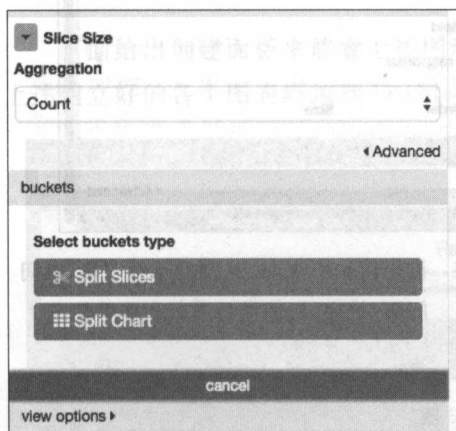 Slice Size
Aggregation
Count
Advanced
buckets
Select buckets type
Split Slices
Split Chart
cancel
view options